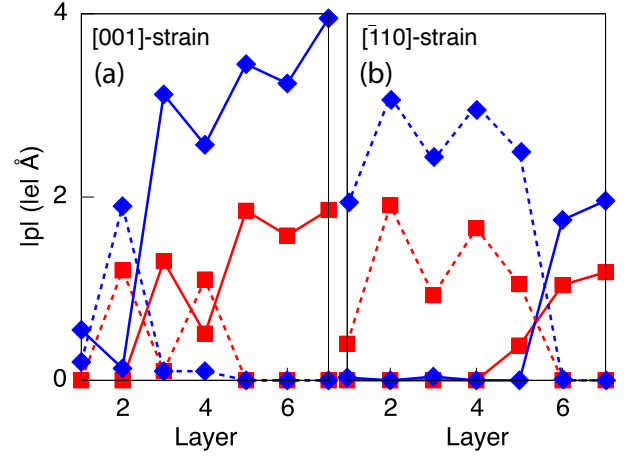 4
[001]-strain
[1̄10]-strain
(a)
(b)
2
|p| (|e| Å)
0
2 4 6
2 4 6
Layer
Layer